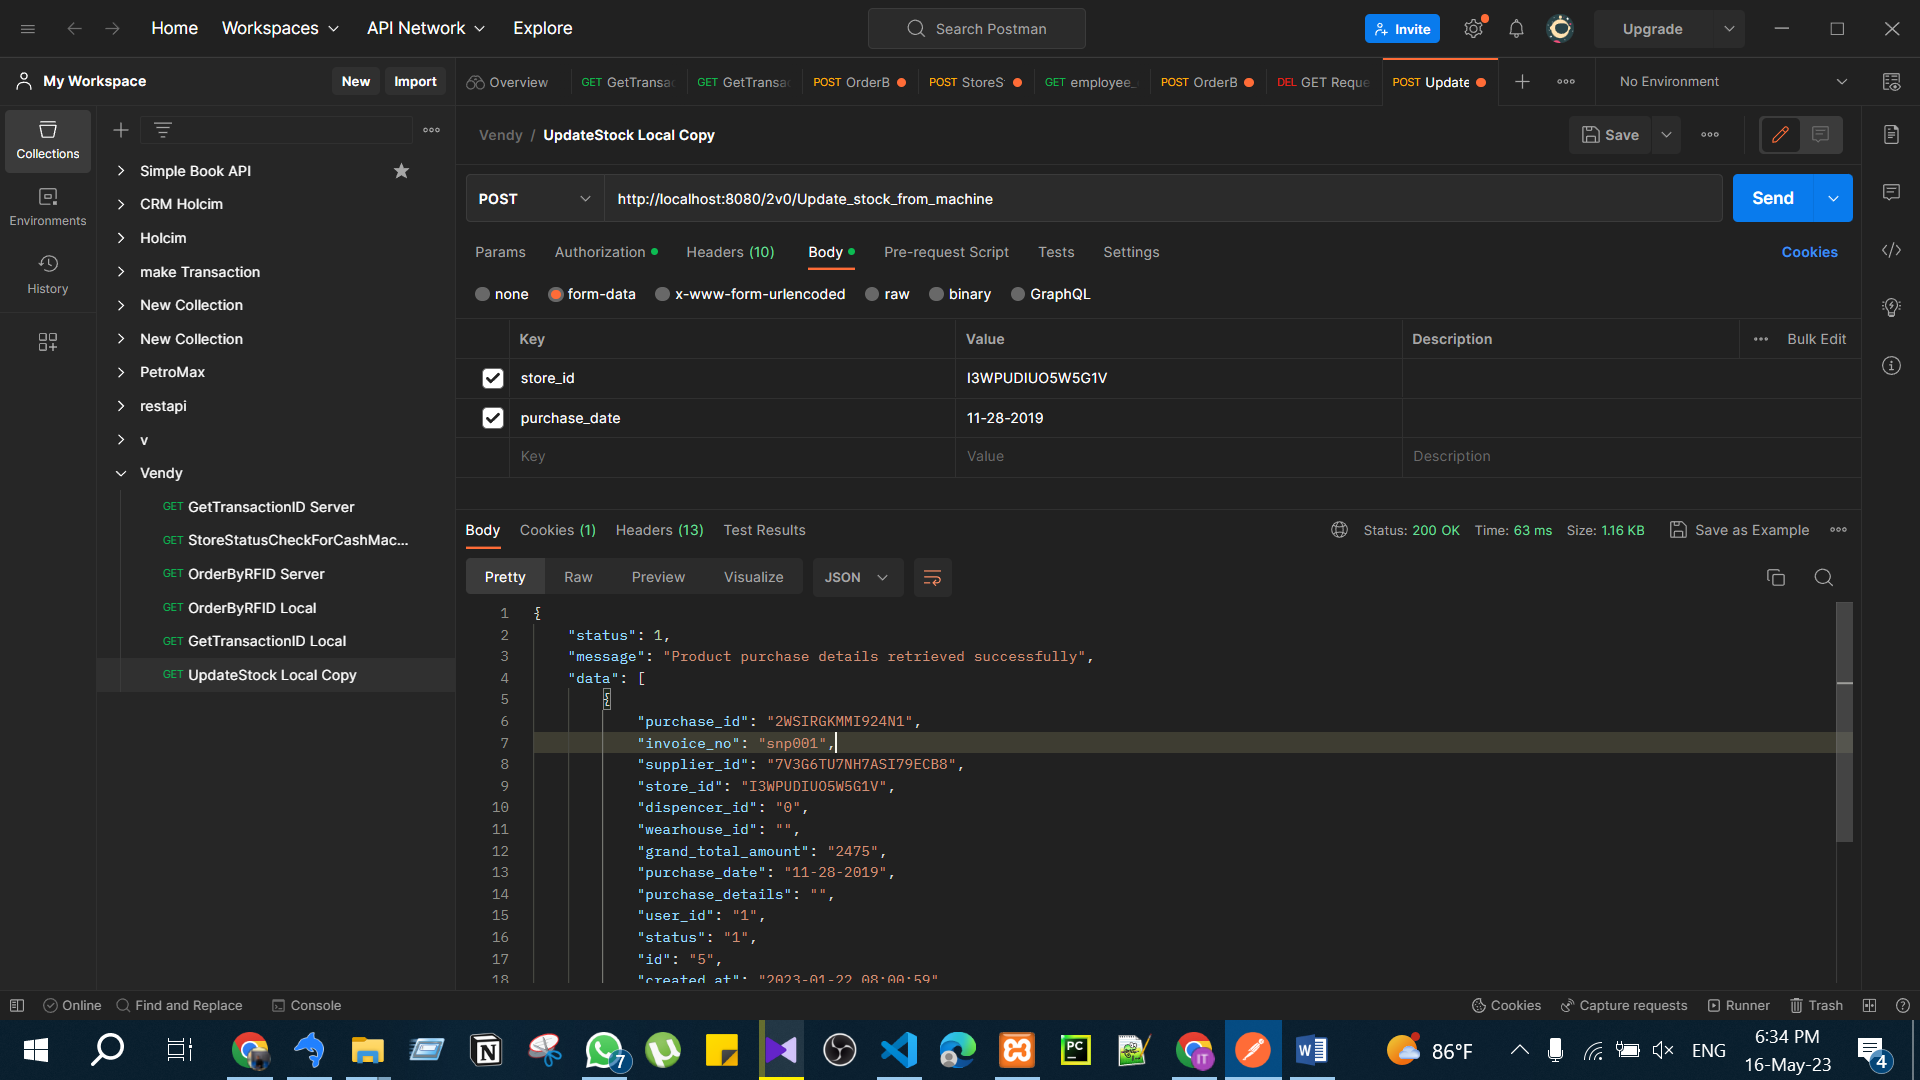 Home Workspaces API Network Explore Search Postman Invite Upgrade
My Workspace New Import Overview GET GetTransac GET GetTransac POST OrderB POST StoreS GET employee_ POST OrderB DEL GET Reque POST Update No Environment
Vendy / UpdateStock Local Copy Save
POST http://localhost:8080/2v0/Update_stock_from_machine Send
Params Authorization Headers (10) Body Pre-request Script Tests Settings Cookies
none form-data x-www-form-urlencoded raw binary GraphQL
Key Value Description Bulk Edit
store_id I3WPUDIUO5W5G1V
purchase_date 11-28-2019
Key Value Description
Collections
Environments
History
Simple Book API
CRM Holcim
Holcim
make Transaction
New Collection
New Collection
PetroMax
restapi
v
Vendy
GET GetTransactionID Server
GET StoreStatusCheckForCashMac...
GET OrderByRFID Server
GET OrderByRFID Local
GET GetTransactionID Local
GET UpdateStock Local Copy
Body Cookies (1) Headers (13) Test Results Status: 200 OK Time: 63 ms Size: 1.16 KB Save as Example
Pretty Raw Preview Visualize JSON
1 {
2 "status": 1,
3 "message": "Product purchase details retrieved successfully",
4 "data": [
5 {
6 "purchase_id": "2WSIRGKMMI924N1",
7 "invoice_no": "snp001",
8 "supplier_id": "7V3G6TU7NH7ASI79ECB8",
9 "store_id": "I3WPUDIUO5W5G1V",
10 "dispencer_id": "0",
11 "wearhouse_id": "",
12 "grand_total_amount": "2475",
13 "purchase_date": "11-28-2019",
14 "purchase_details": "",
15 "user_id": "1",
16 "status": "1",
17 "id": "5",
18 "created_at": "2023-01-22 08:00:59"
Online Find and Replace Console Cookies Capture requests Runner Trash
7 IT 86°F ENG 6:34 PM
16-May-23 4